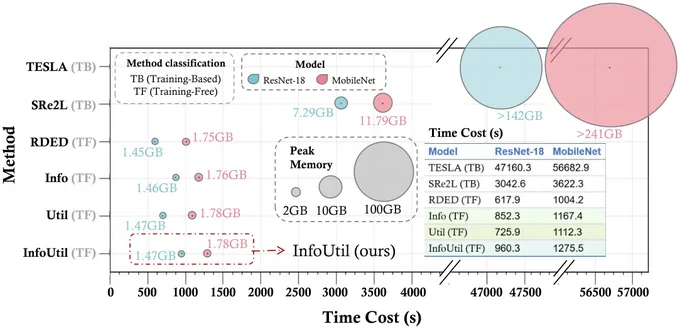 Method
TESLA (TB)
SRe2L (TB)
RDED (TF)
Info (TF)
Util (TF)
InfoUtil (TF)
Method classification
TB (Training-Based)
TF (Training-Free)
Model
ResNet-18 MobileNet
>142GB
>241GB
7.29GB
11.79GB
1.45GB
1.75GB
1.46GB
1.76GB
1.47GB
1.78GB
1.47GB
1.78GB
InfoUtil (ours)
Peak
Memory
2GB 10GB 100GB
Time Cost (s)
Model ResNet-18 MobileNet
TESLA (TB) 47160.3 56682.9
SRe2L (TB) 3042.6 3622.3
RDED (TF) 617.9 1004.2
Info (TF) 852.3 1167.4
Util (TF) 725.9 1112.3
InfoUtil (TF) 960.3 1275.5
0 500 1000 1500 2000 2500 3000 3500 4000 47000 47500 56500 57000
Time Cost (s)